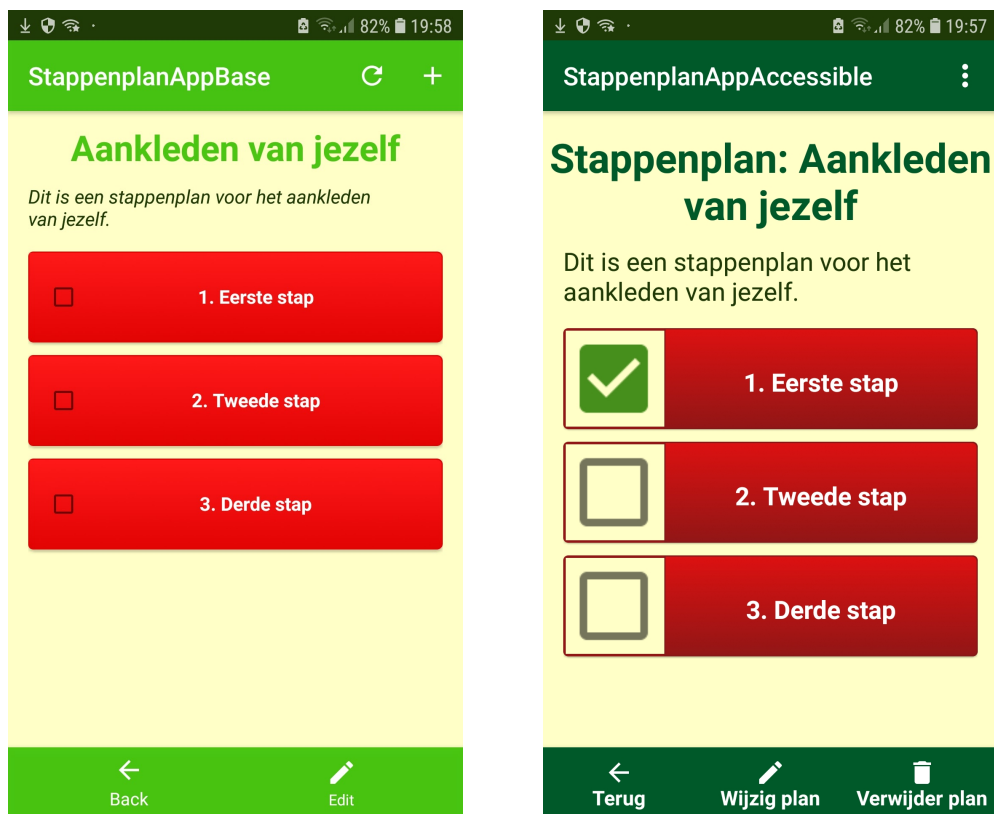 82% 19:58
StappenplanAppBase
Aankleden van jezelf
Dit is een stappenplan voor het aankleden
van jezelf.
1. Eerste stap
2. Tweede stap
3. Derde stap
Back Edit
82% 19:57
StappenplanAppAccessible
Stappenplan: Aankleden
van jezelf
Dit is een stappenplan voor het
aankleden van jezelf.
1. Eerste stap
2. Tweede stap
3. Derde stap
Terug Wijzig plan Verwijder plan